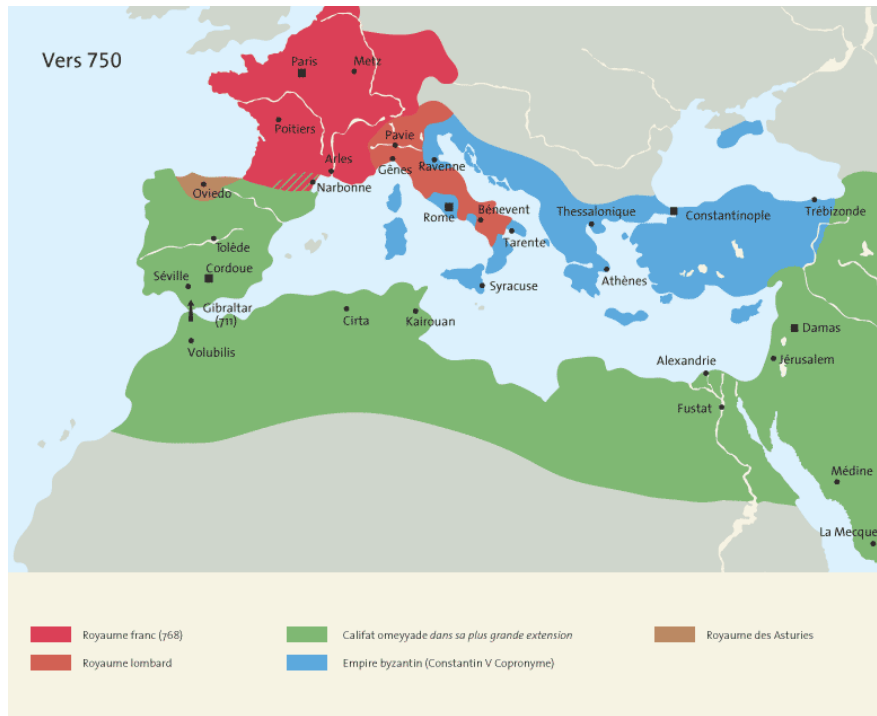 Vers 750
Paris
Metz
Poitiers
Pavie
Arles
Gênes
Ravenne
Oviedo
Narbonne
Rome
Bénevent
Thessalonique
Constantinople
Trébizonde
Tarente
Tolède
Séville
Cordoue
Syracuse
Athènes
Gibraltar
(711)
Cirta
Kairouan
Damas
Volubilis
Alexandrie
Jérusalem
Fustat
Médine
La Mecque
Royaume franc (768)
Califat omeyyade dans sa plus grande extension
Royaume des Asturies
Royaume lombard
Empire byzantin (Constantin V Copronyme)